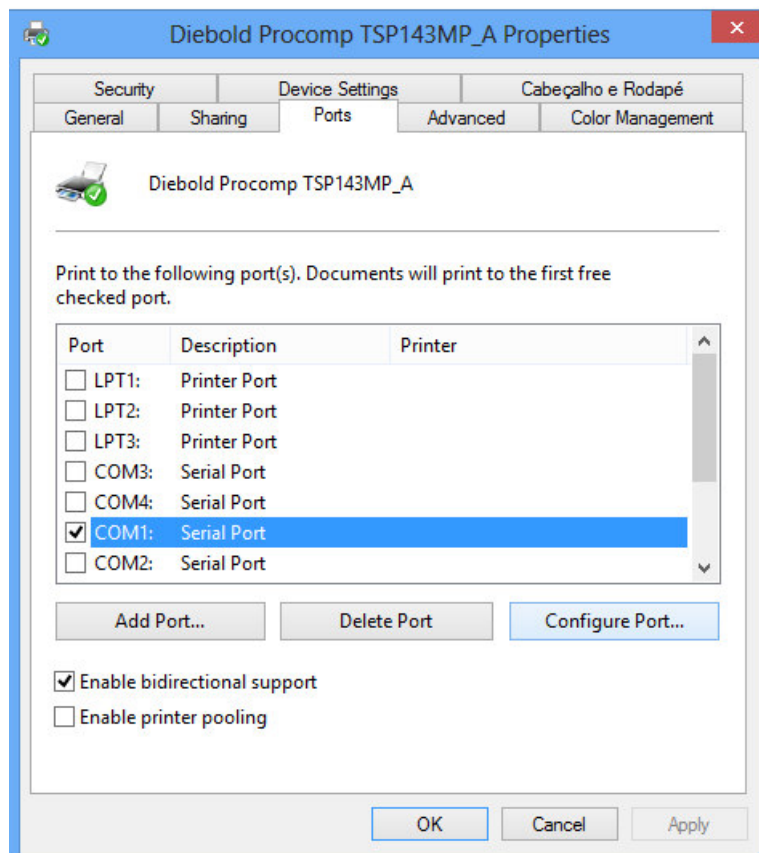 Diebold Procomp TSP143MP_A Properties
Security Device Settings Cabeçalho e Rodapé
General Sharing Ports Advanced Color Management
Diebold Procomp TSP143MP_A
Print to the following port(s). Documents will print to the first free
checked port.
Port Description Printer
LPT1: Printer Port
LPT2: Printer Port
LPT3: Printer Port
COM3: Serial Port
COM4: Serial Port
COM1: Serial Port
COM2: Serial Port
Add Port... Delete Port Configure Port...
Enable bidirectional support
Enable printer pooling
OK Cancel Apply